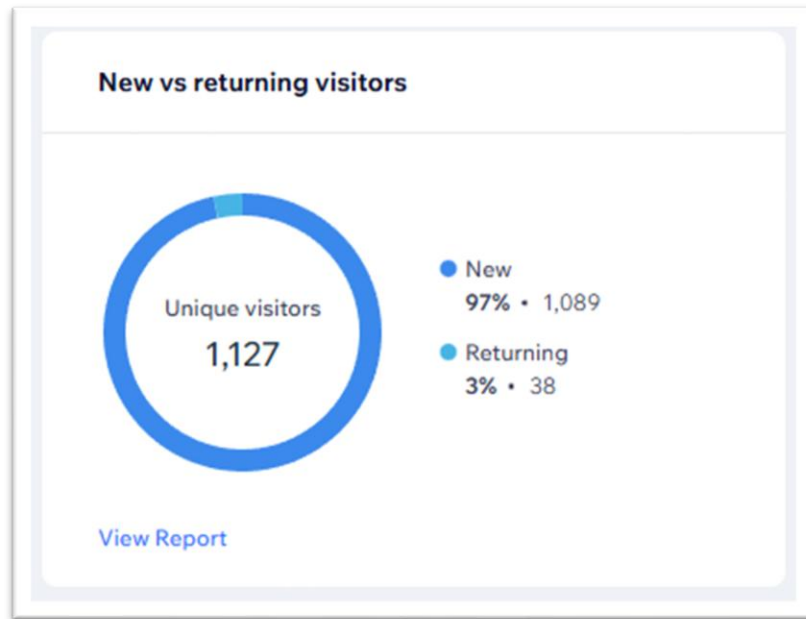 New vs returning visitors
Unique visitors
1,127
New
97% • 1,089
Returning
3% • 38
View Report